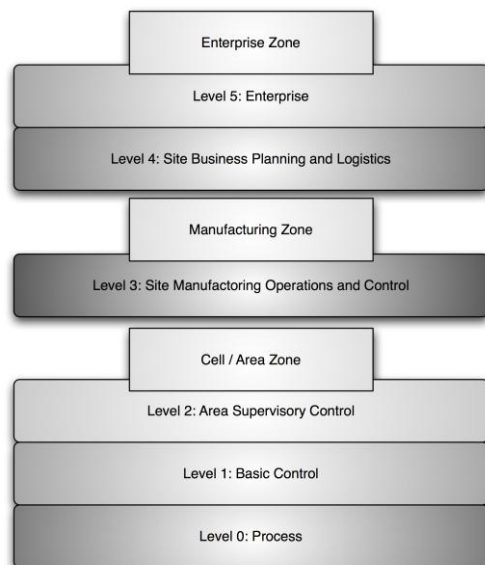 Enterprise Zone
Level 5: Enterprise
Level 4: Site Business Planning and Logistics
Manufacturing Zone
Level 3: Site Manufactoring Operations and Control
Cell / Area Zone
Level 2: Area Supervisory Control
Level 1: Basic Control
Level 0: Process